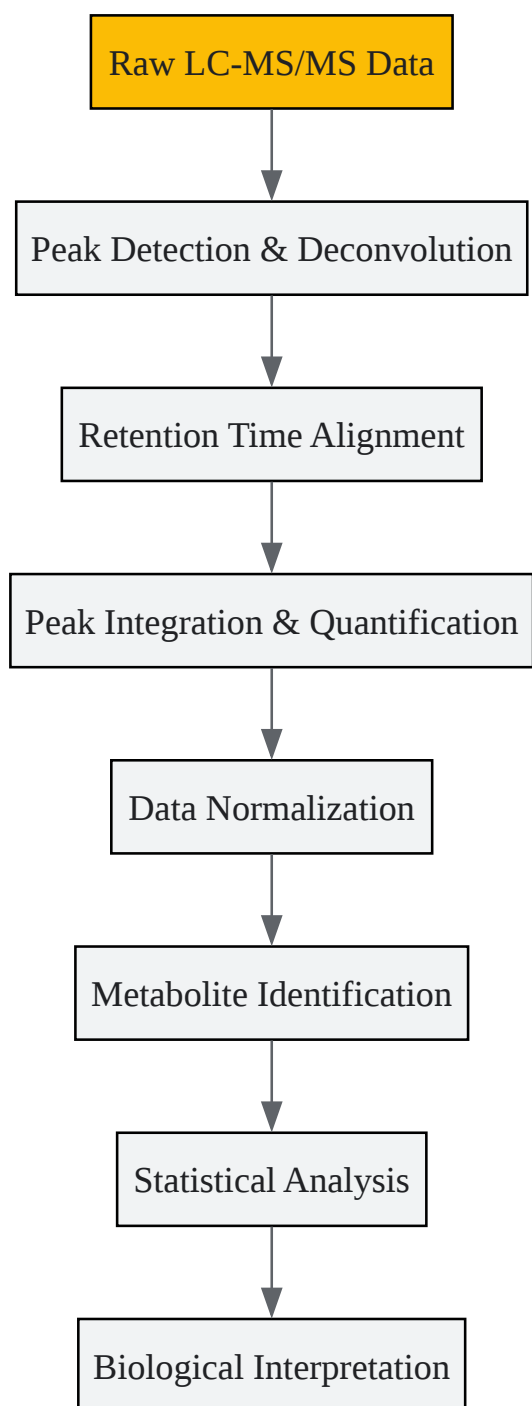 Raw LC-MS/MS Data
Peak Detection & Deconvolution
Retention Time Alignment
Peak Integration & Quantification
Data Normalization
Metabolite Identification
Statistical Analysis
Biological Interpretation